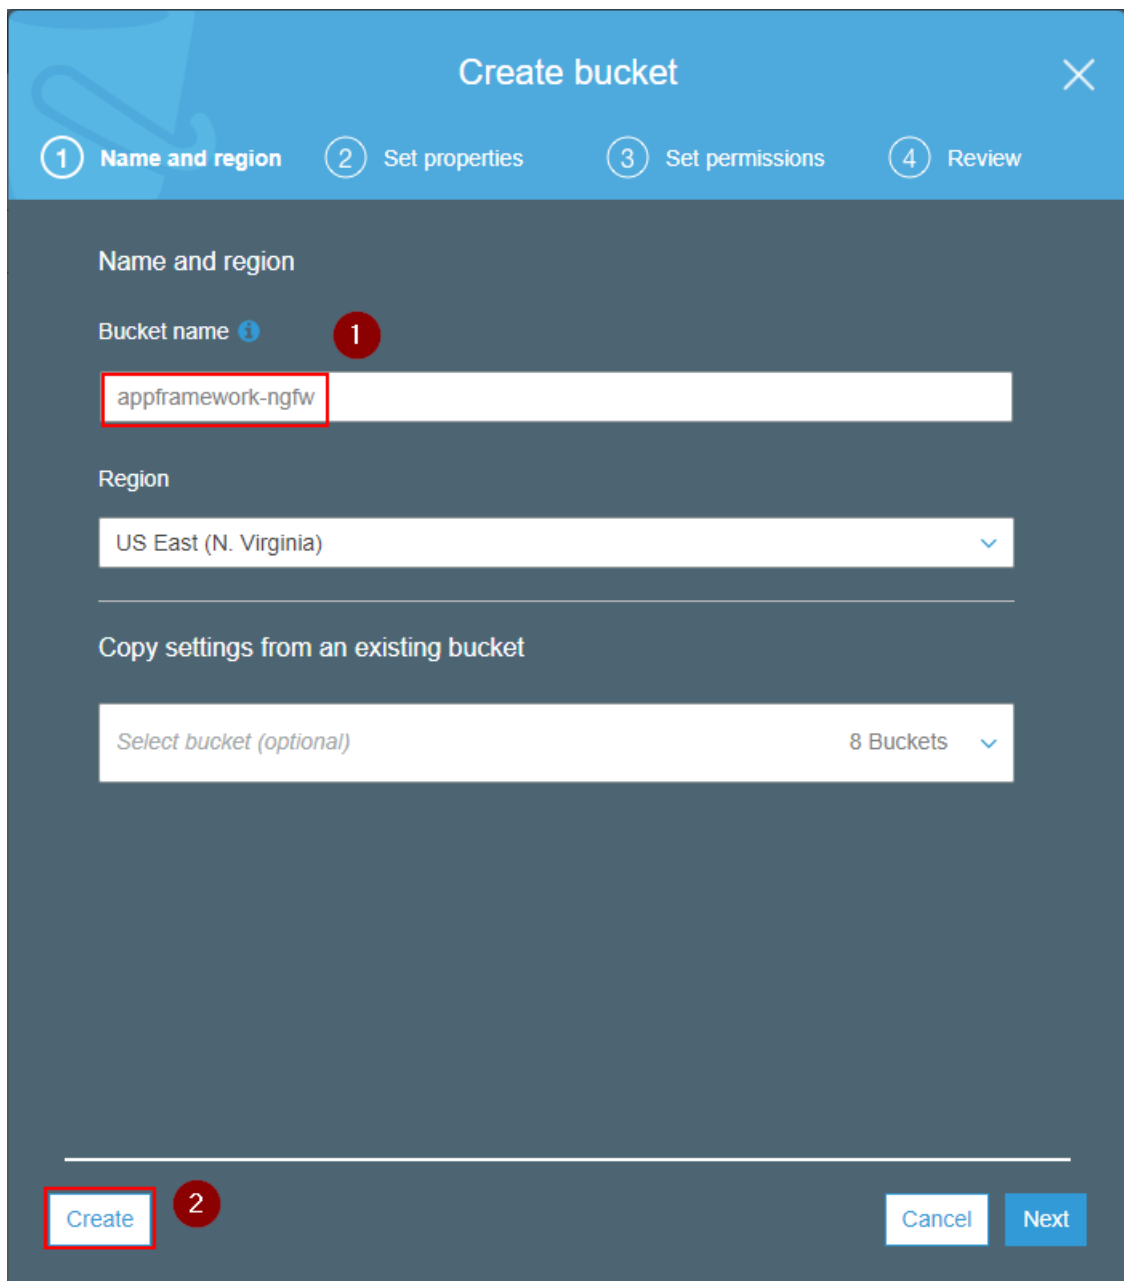 Create bucket
1 Name and region 2 Set properties 3 Set permissions 4 Review
Name and region
Bucket name i 1
appframework-ngfw
Region
US East (N. Virginia)
Copy settings from an existing bucket
Select bucket (optional) 8 Buckets
Create 2 Cancel Next